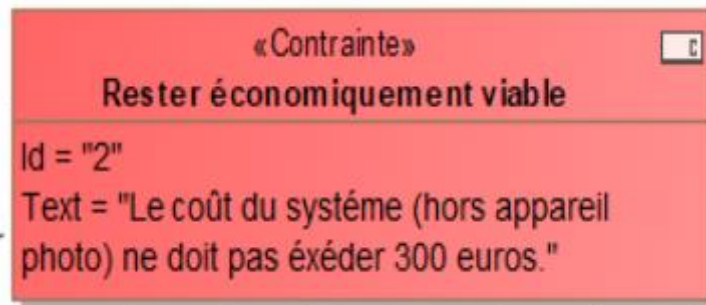 «Contrainte»
C
Rester économiquement viable
Id = "2"
Text = "Le coût du systéme (hors appareil
photo) ne doit pas éxéder 300 euros."